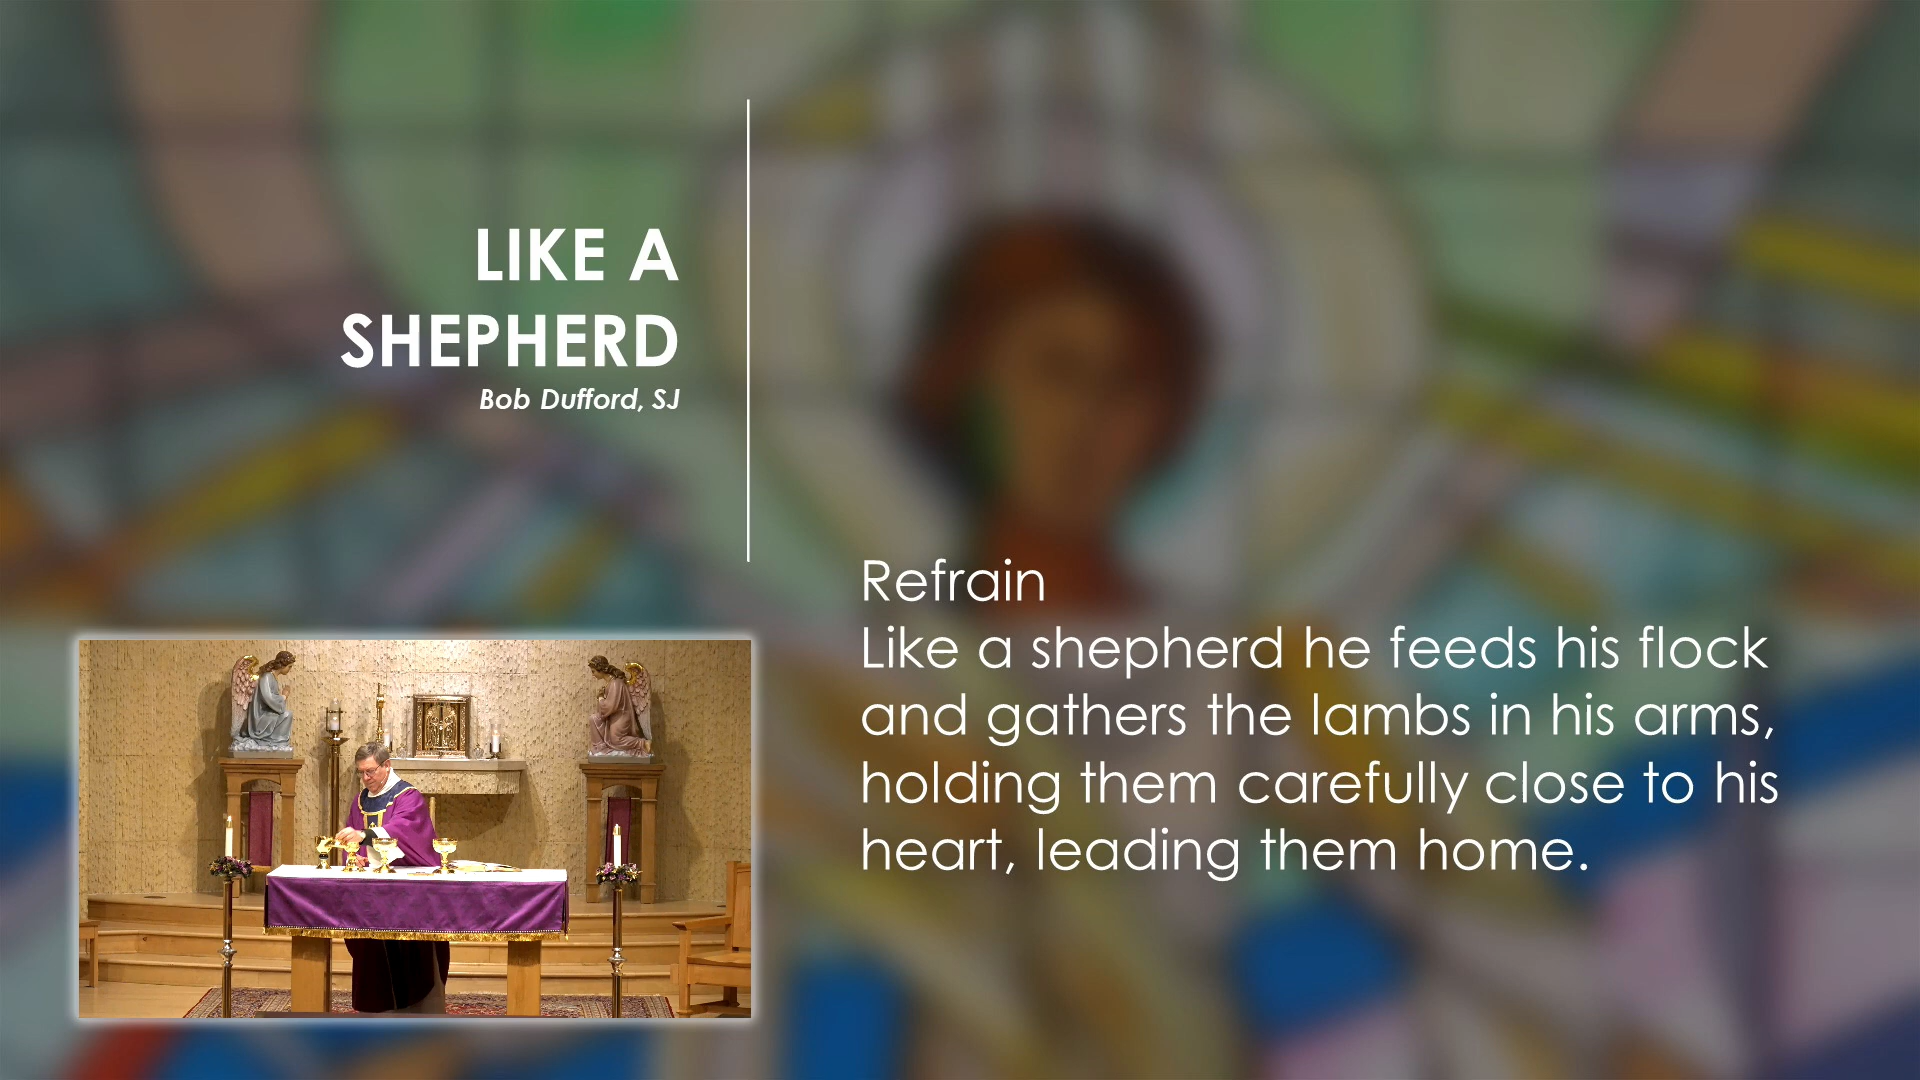 LIKE A
SHEPHERD
Bob Dufford, SJ
Refrain
Like a shepherd he feeds his flock
and gathers the lambs in his arms,
holding them carefully close to his
heart, leading them home.